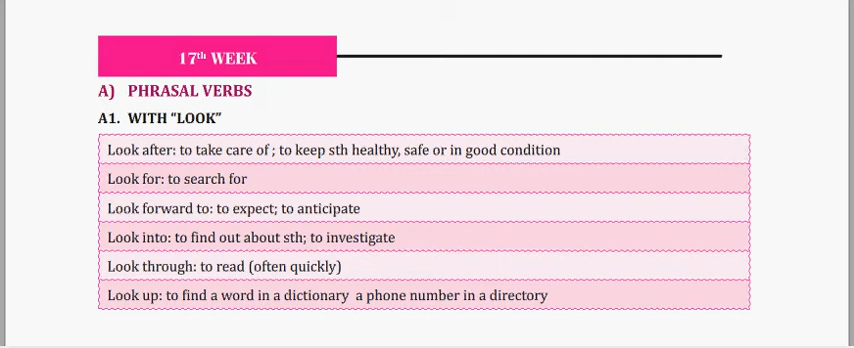 17th WEEK
A) PHRASAL VERBS
A1. WITH “LOOK”
Look after: to take care of ; to keep sth healthy, safe or in good condition
Look for: to search for
Look forward to: to expect; to anticipate
Look into: to find out about sth; to investigate
Look through: to read (often quickly)
Look up: to find a word in a dictionary  a phone number in a directory